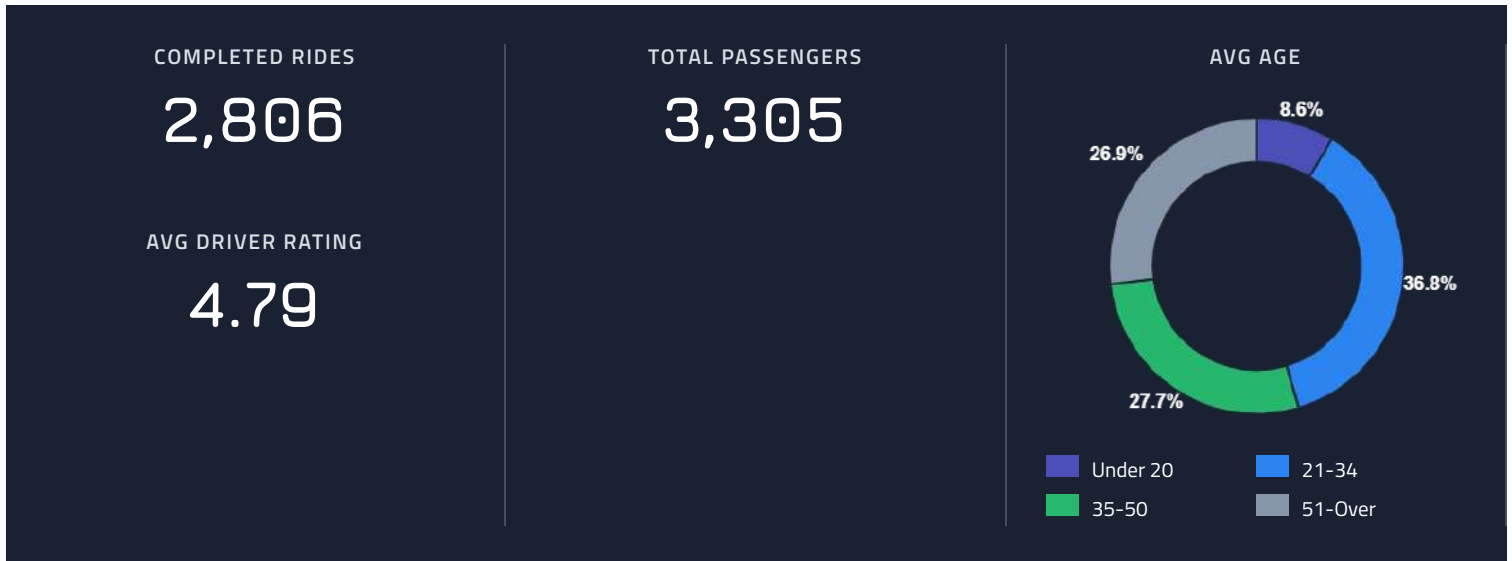 COMPLETED RIDES
2,806
AVG DRIVER RATING
4.79
TOTAL PASSENGERS
3,305
AVG AGE
8.6%
26.9%
36.8%
27.7%
Under 20
21-34
35-50
51-Over